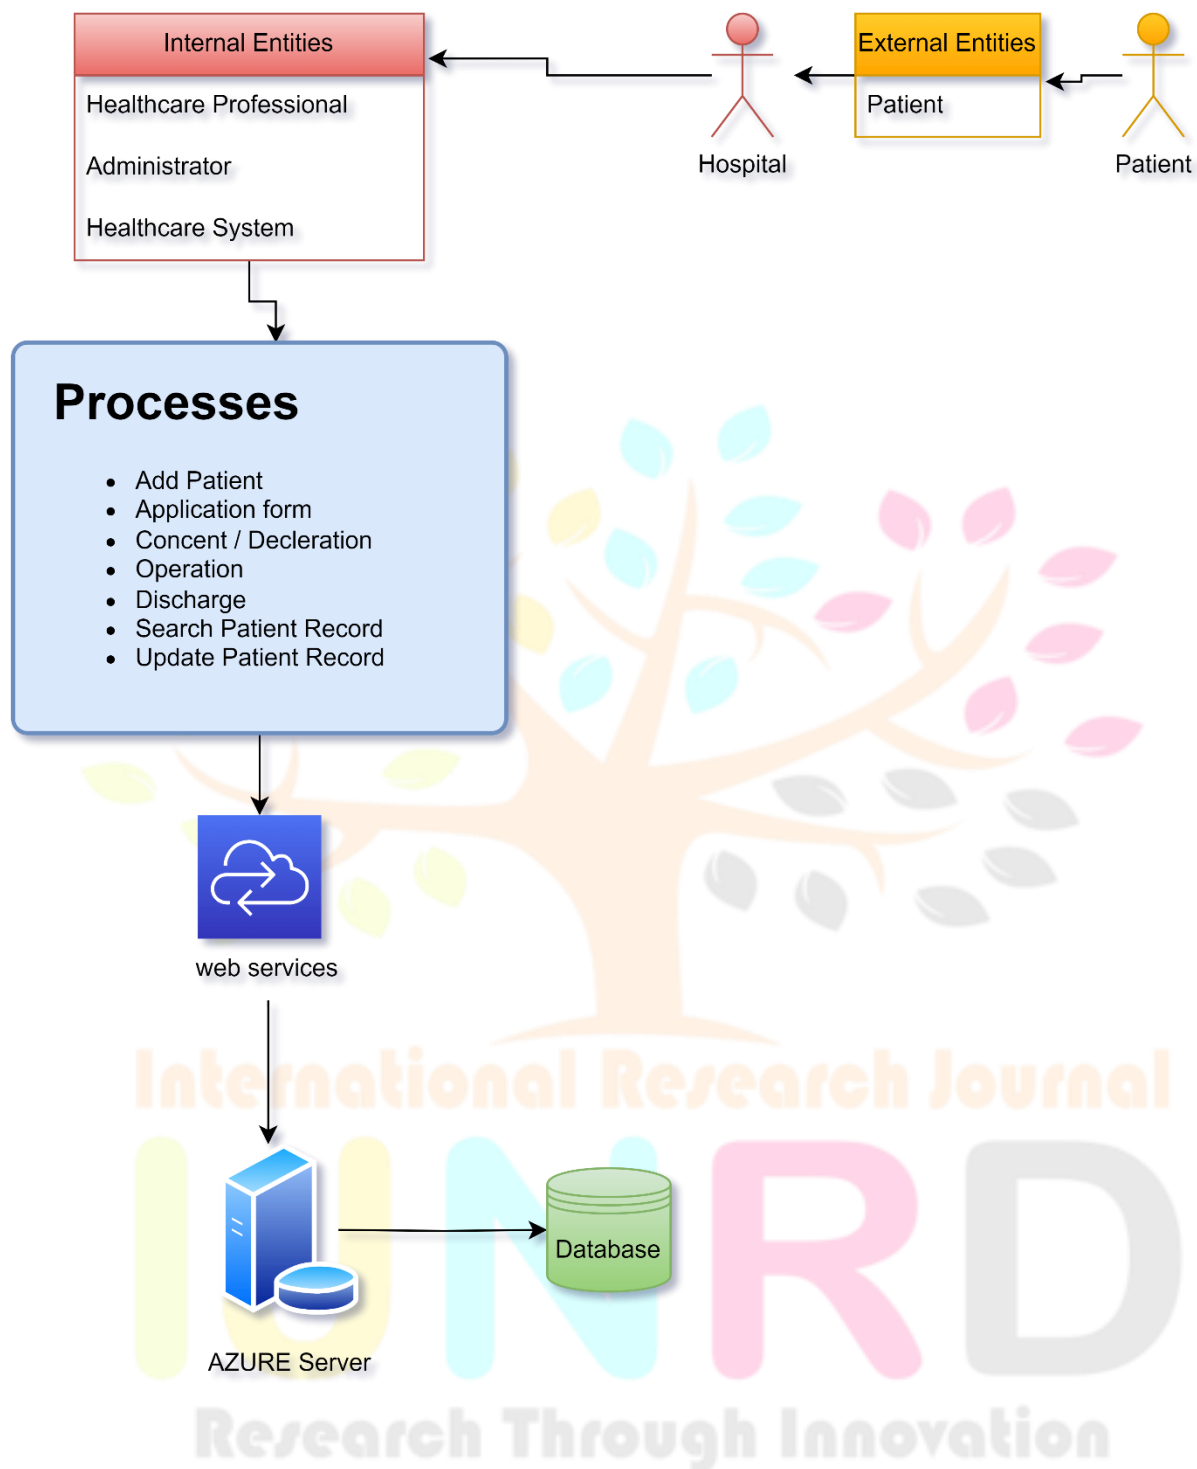 Internal Entities
Healthcare Professional
Administrator
Healthcare System
Hospital
External Entities
Patient
Patient
Processes
• Add Patient
• Application form
• Concent / Decleration
• Operation
• Discharge
• Search Patient Record
• Update Patient Record
web services
International Research Journal
IJNRD
Database
AZURE Server
Research Through Innovation